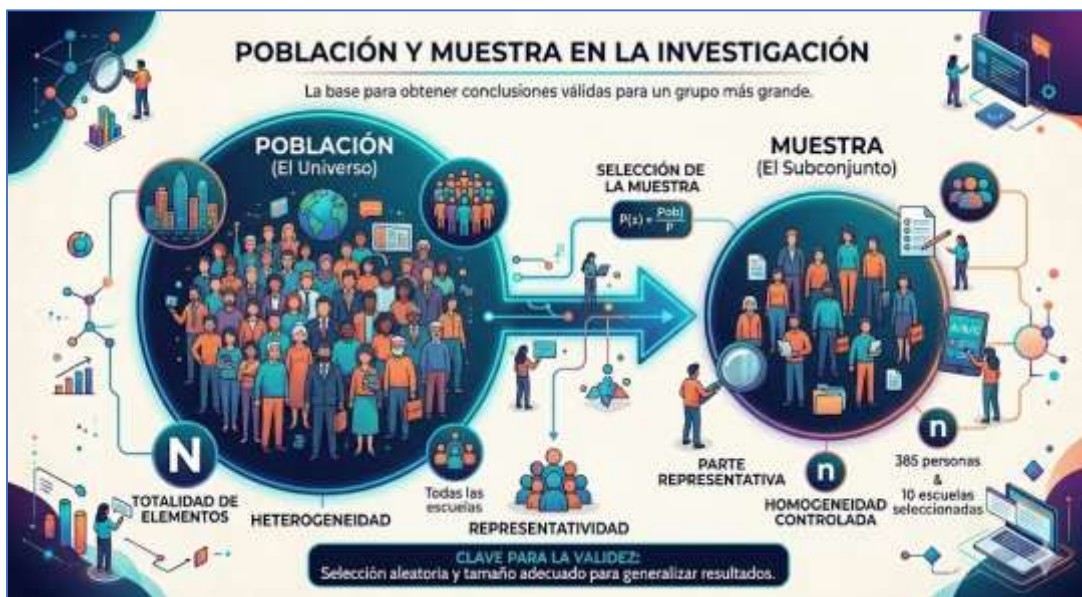 POBLACIÓN Y MUESTRA EN LA INVESTIGACIÓN
La base para obtener conclusiones válidas para un grupo más grande.
POBLACIÓN
(El Universo)
SELECCIÓN DE
LA MUESTRA
MUESTRA
(El Subconjunto)
N
TOTALIDAD DE
ELEMENTOS
HETEROGENEIDAD
Todas las
escuelas
REPRESENTATIVIDAD
PARTE
REPRESENTATIVA
n
HOMOGENEIDAD
CONTROLADA
n
385 personas
&
10 escuelas
seleccionadas
CLAVE PARA LA VALIDEZ:
Selección aleatoria y tamaño adecuado para generalizar resultados.